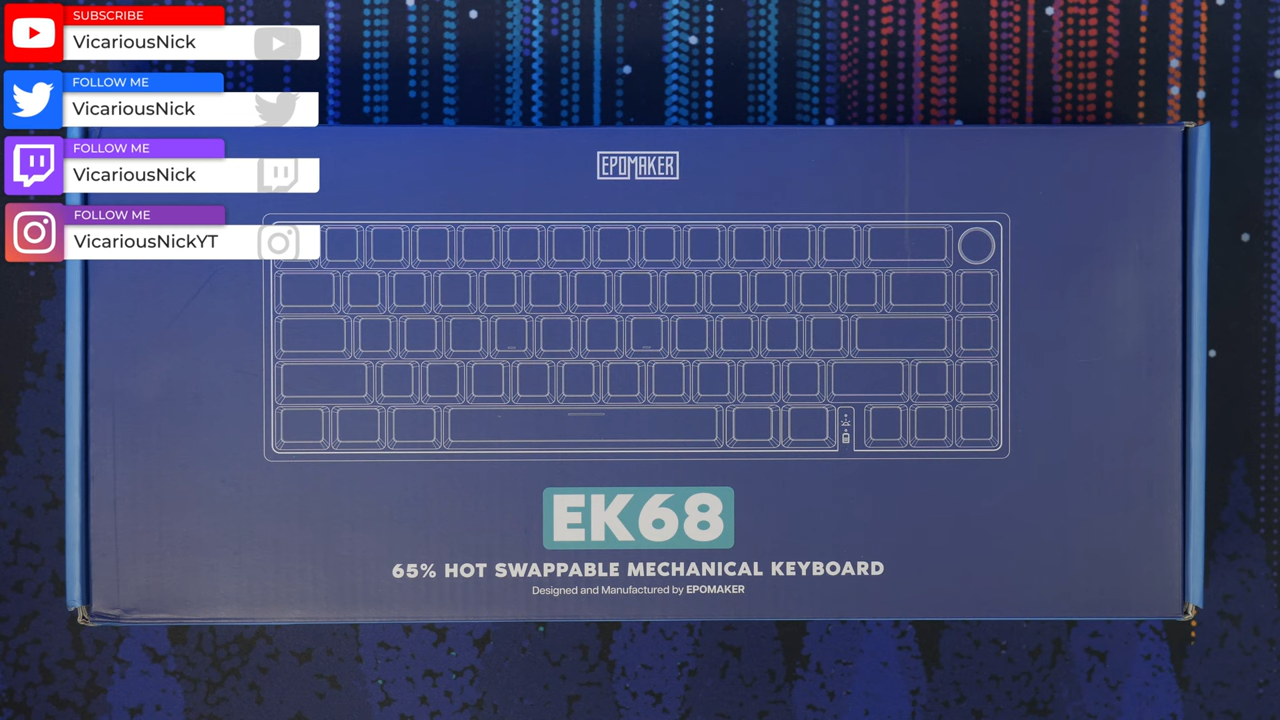 SUBSCRIBE
VicariousNick
FOLLOW ME
VicariousNick
FOLLOW ME
VicariousNick
FOLLOW ME
VicariousNickYT
EPOMAKER
EK68
65% HOT SWAPPABLE MECHANICAL KEYBOARD
Designed and Manufactured by EPOMAKER